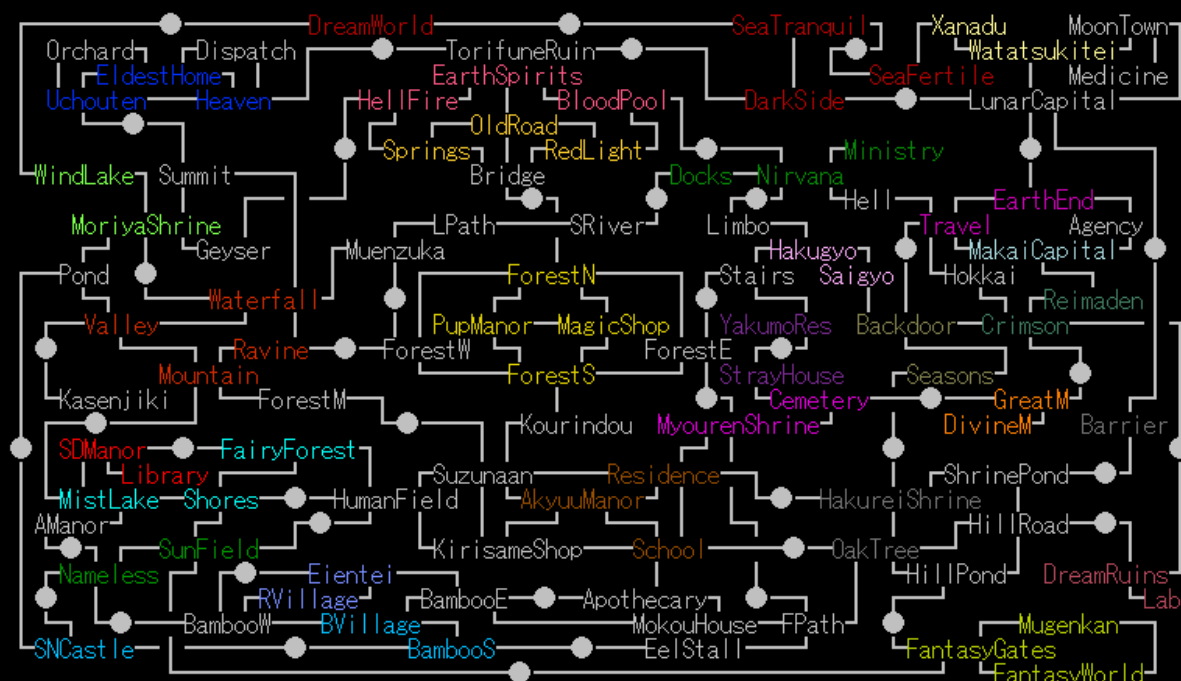 DreamWorld SeaTranquil Xanadu MoonTown
Orchard Dispatch TorifuneRuin Watatsukitei
EldestHome EarthSpirits SeaFertile Medicine
Uchouten Heaven HellFire BloodPool DarkSide LunarCapital
OldRoad
Springs RedLight Ministry
WindLake Summit Bridge Docks Nirvana
Hell EarthEnd
MoriyaShrine LPath SRiver Limbo Travel Agency
Geyser Muenzuka Hakugyo MakaiCapital
Pond ForestN Stairs Saigyo Hokkai
Waterfall Reimaden
Valley PupManor MagicShop YakumoRes Backdoor Crimson
Ravine ForestW ForestE
Mountain ForestS StrayHouse Seasons
Kasenjiki ForestM Cemetery GreatM
Kourindou MyourenShrine DivineM Barrier
SDManor FairyForest
Library Suzunaan Residence ShrinePond
MistLake Shores HumanField AkyuuManor HakureiShrine
AManor HillRoad
SunField KirisameShop School OakTree
Nameless Eientei HillPond DreamRuins
RVillage BambooE Apothecary Lab
BambooW BVillage MokouHouse FPath Mugenkan
SNCastle BambooS EelStall FantasyGates
FantasyWorld